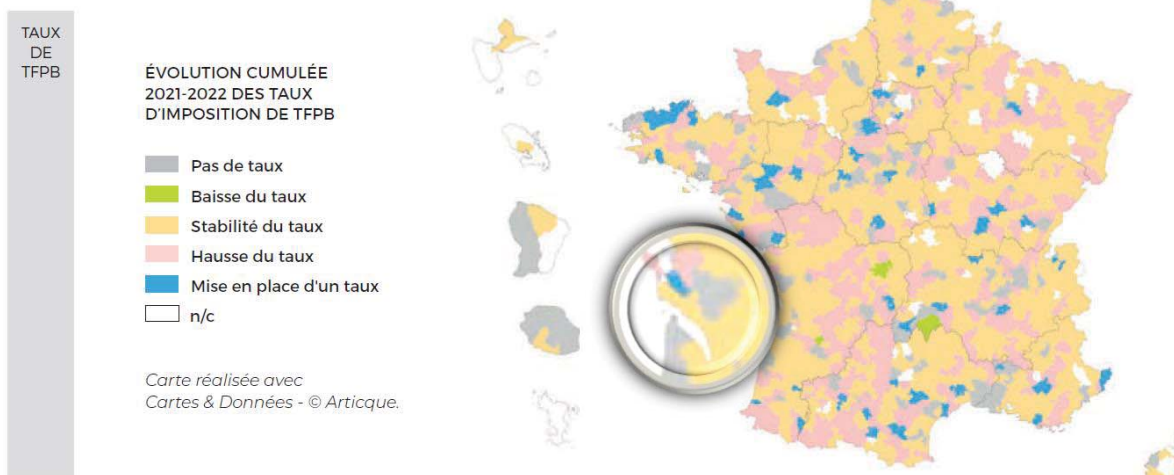 TAUX
DE
TFPB
ÉVOLUTION CUMULÉE
2021-2022 DES TAUX
D'IMPOSITION DE TFPB
Pas de taux
Baisse du taux
Stabilité du taux
Hausse du taux
Mise en place d'un taux
n/c
Carte réalisée avec
Cartes & Données - © Articque.